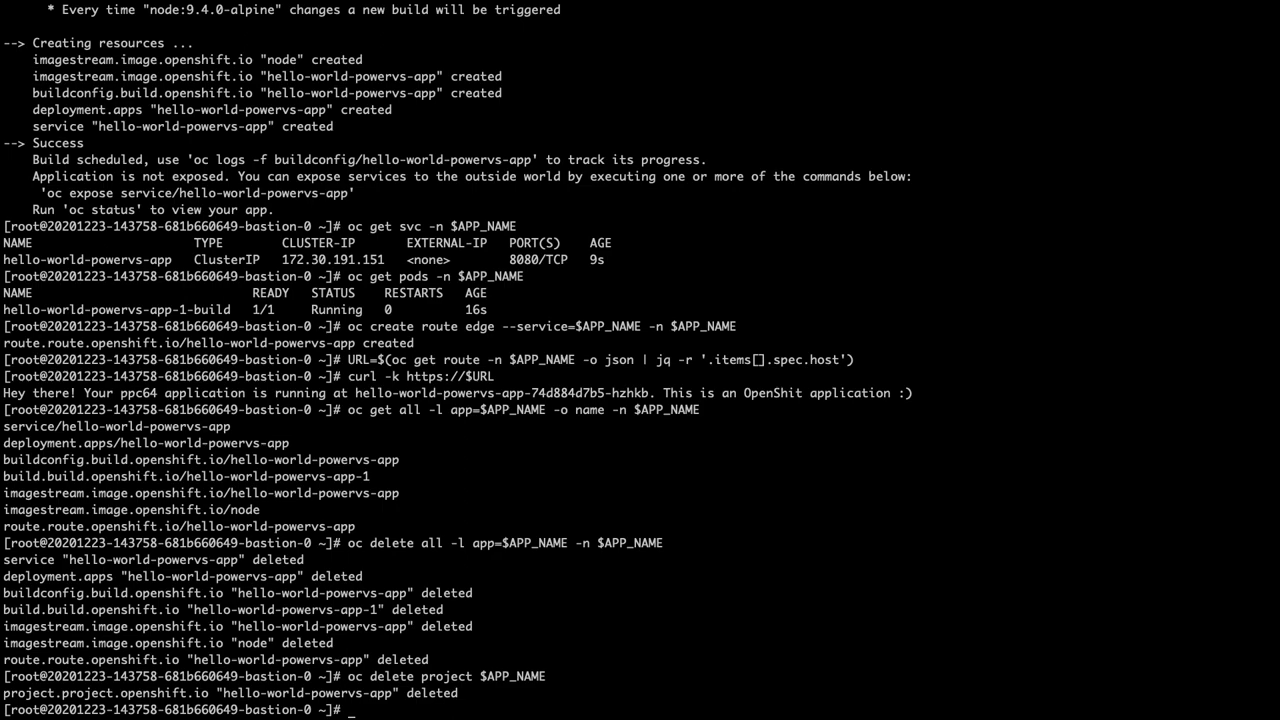 * Every time "node:9.4.0-alpine" changes a new build will be triggered
--> Creating resources ...
imagestream.image.openshift.io "node" created
imagestream.image.openshift.io "hello-world-powervs-app" created
buildconfig.build.openshift.io "hello-world-powervs-app" created
deployment.apps "hello-world-powervs-app" created
service "hello-world-powervs-app" created
--> Success
Build scheduled, use 'oc logs -f buildconfig/hello-world-powervs-app' to track its progress.
Application is not exposed. You can expose services to the outside world by executing one or more of the commands below:
'oc expose service/hello-world-powervs-app'
Run 'oc status' to view your app.
[root@20201223-143758-681b660649-bastion-0 ~]# oc get svc -n $APP_NAME
NAME TYPE CLUSTER-IP EXTERNAL-IP PORT(S) AGE
hello-world-powervs-app ClusterIP 172.30.191.151 <none> 8080/TCP 9s
[root@20201223-143758-681b660649-bastion-0 ~]# oc get pods -n $APP_NAME
NAME READY STATUS RESTARTS AGE
hello-world-powervs-app-1-build 1/1 Running 0 16s
[root@20201223-143758-681b660649-bastion-0 ~]# oc create route edge --service=$APP_NAME -n $APP_NAME
route.route.openshift.io/hello-world-powervs-app created
[root@20201223-143758-681b660649-bastion-0 ~]# URL=$(oc get route -n $APP_NAME -o json | jq -r '.items[].spec.host')
[root@20201223-143758-681b660649-bastion-0 ~]# curl -k https://$URL
Hey there! Your ppc64 application is running at hello-world-powervs-app-74d884d7b5-hzhkb. This is an OpenShit application :)
[root@20201223-143758-681b660649-bastion-0 ~]# oc get all -l app=$APP_NAME -o name -n $APP_NAME
service/hello-world-powervs-app
deployment.apps/hello-world-powervs-app
buildconfig.build.openshift.io/hello-world-powervs-app
build.build.openshift.io/hello-world-powervs-app-1
imagestream.image.openshift.io/hello-world-powervs-app
imagestream.image.openshift.io/node
route.route.openshift.io/hello-world-powervs-app
[root@20201223-143758-681b660649-bastion-0 ~]# oc delete all -l app=$APP_NAME -n $APP_NAME
service "hello-world-powervs-app" deleted
deployment.apps "hello-world-powervs-app" deleted
buildconfig.build.openshift.io "hello-world-powervs-app" deleted
build.build.openshift.io "hello-world-powervs-app-1" deleted
imagestream.image.openshift.io "hello-world-powervs-app" deleted
imagestream.image.openshift.io "node" deleted
route.route.openshift.io "hello-world-powervs-app" deleted
[root@20201223-143758-681b660649-bastion-0 ~]# oc delete project $APP_NAME
project.project.openshift.io "hello-world-powervs-app" deleted
[root@20201223-143758-681b660649-bastion-0 ~]# _